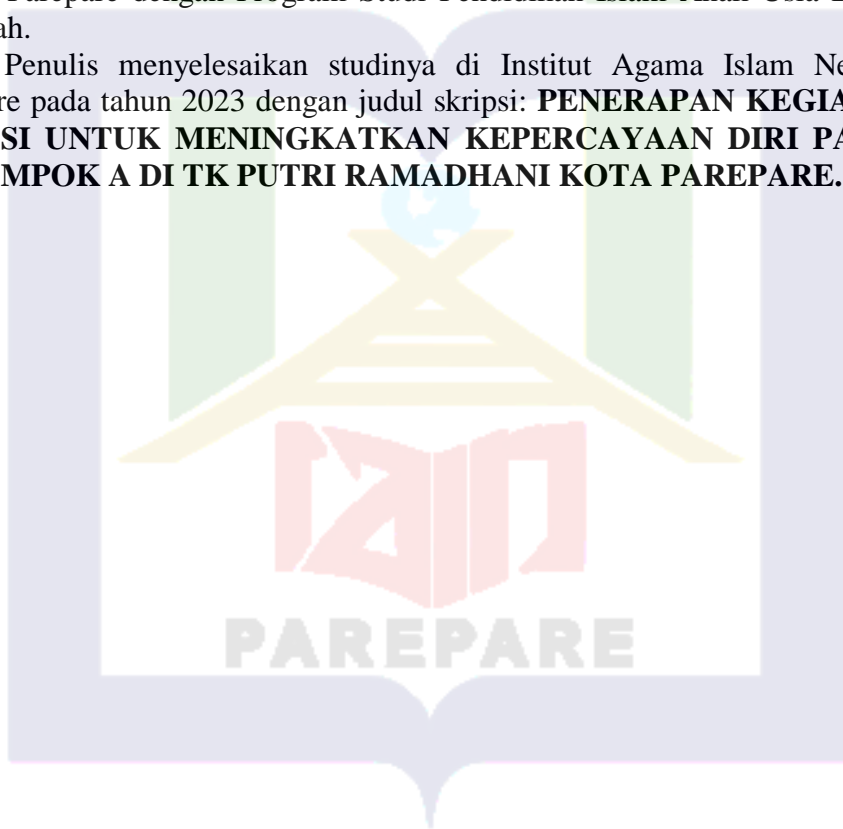 Parepare dengan Program Studi Pendidikan Islam Anak Usia
ah.
Penulis menyelesaikan studinya di Institut Agama Islam Ne
re pada tahun 2023 dengan judul skripsi: PENERAPAN KEGIA
SI UNTUK MENINGKATKAN KEPERCAYAAN DIRI PA
MPOK A DI TK PUTRI RAMADHANI KOTA PAREPARE.
iain
PAREPARE